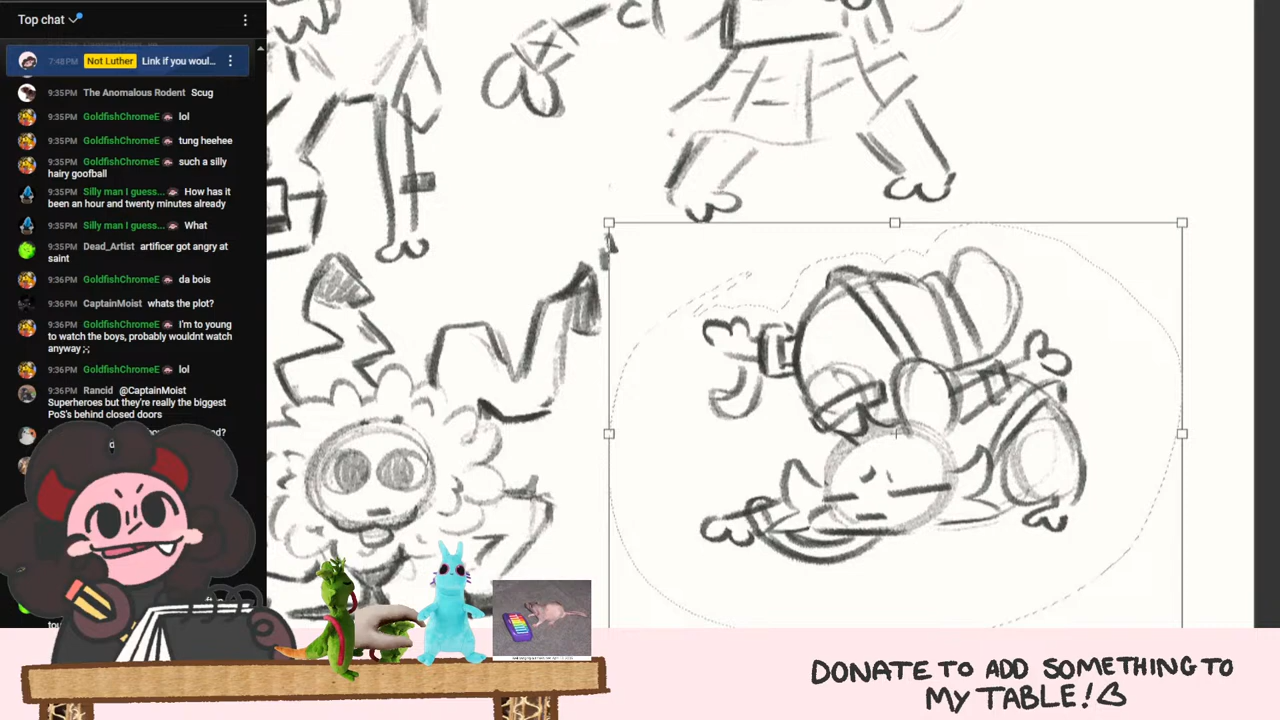 Top chat
7:48PM Not Luther Link if you woul...
9:35PM The Anomalous Rodent Scug
9:35PM GoldfishChromeE lol
9:35PM GoldfishChromeE tung heehee
9:35PM GoldfishChromeE such a silly
hairy goofball
9:35PM Silly man I guess... How has it
been an hour and twenty minutes already
9:35PM Silly man I guess... What
9:35PM Dead_Artist artificer got angry at
saint
9:36PM GoldfishChromeE da bois
9:36PM CaptainMoist whats the plot?
9:36PM GoldfishChromeE I'm to young
to watch the boys, probably wouldnt watch
anyway
9:36PM GoldfishChromeE lol
9:36PM Rancid @CaptainMoist
Superheroes but they're really the biggest
PoS's behind closed doors
DONATE TO ADD SOMETHING TO
MY TABLE!